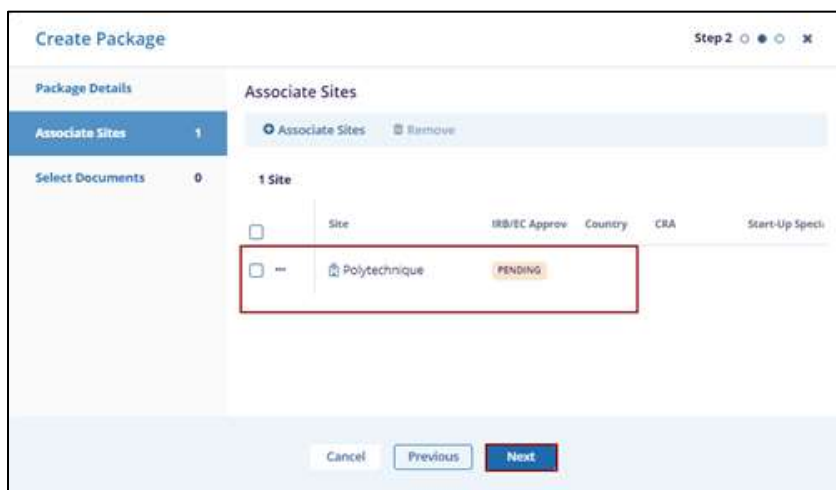 Create Package
Step 2
Package Details
Associate Sites 1
Select Documents 0
Associate Sites
Associate Sites Remove
1 Site
Site IRB/EC Approv Country CRA Start-Up Speci
Polytechnique PENDING
Cancel Previous Next